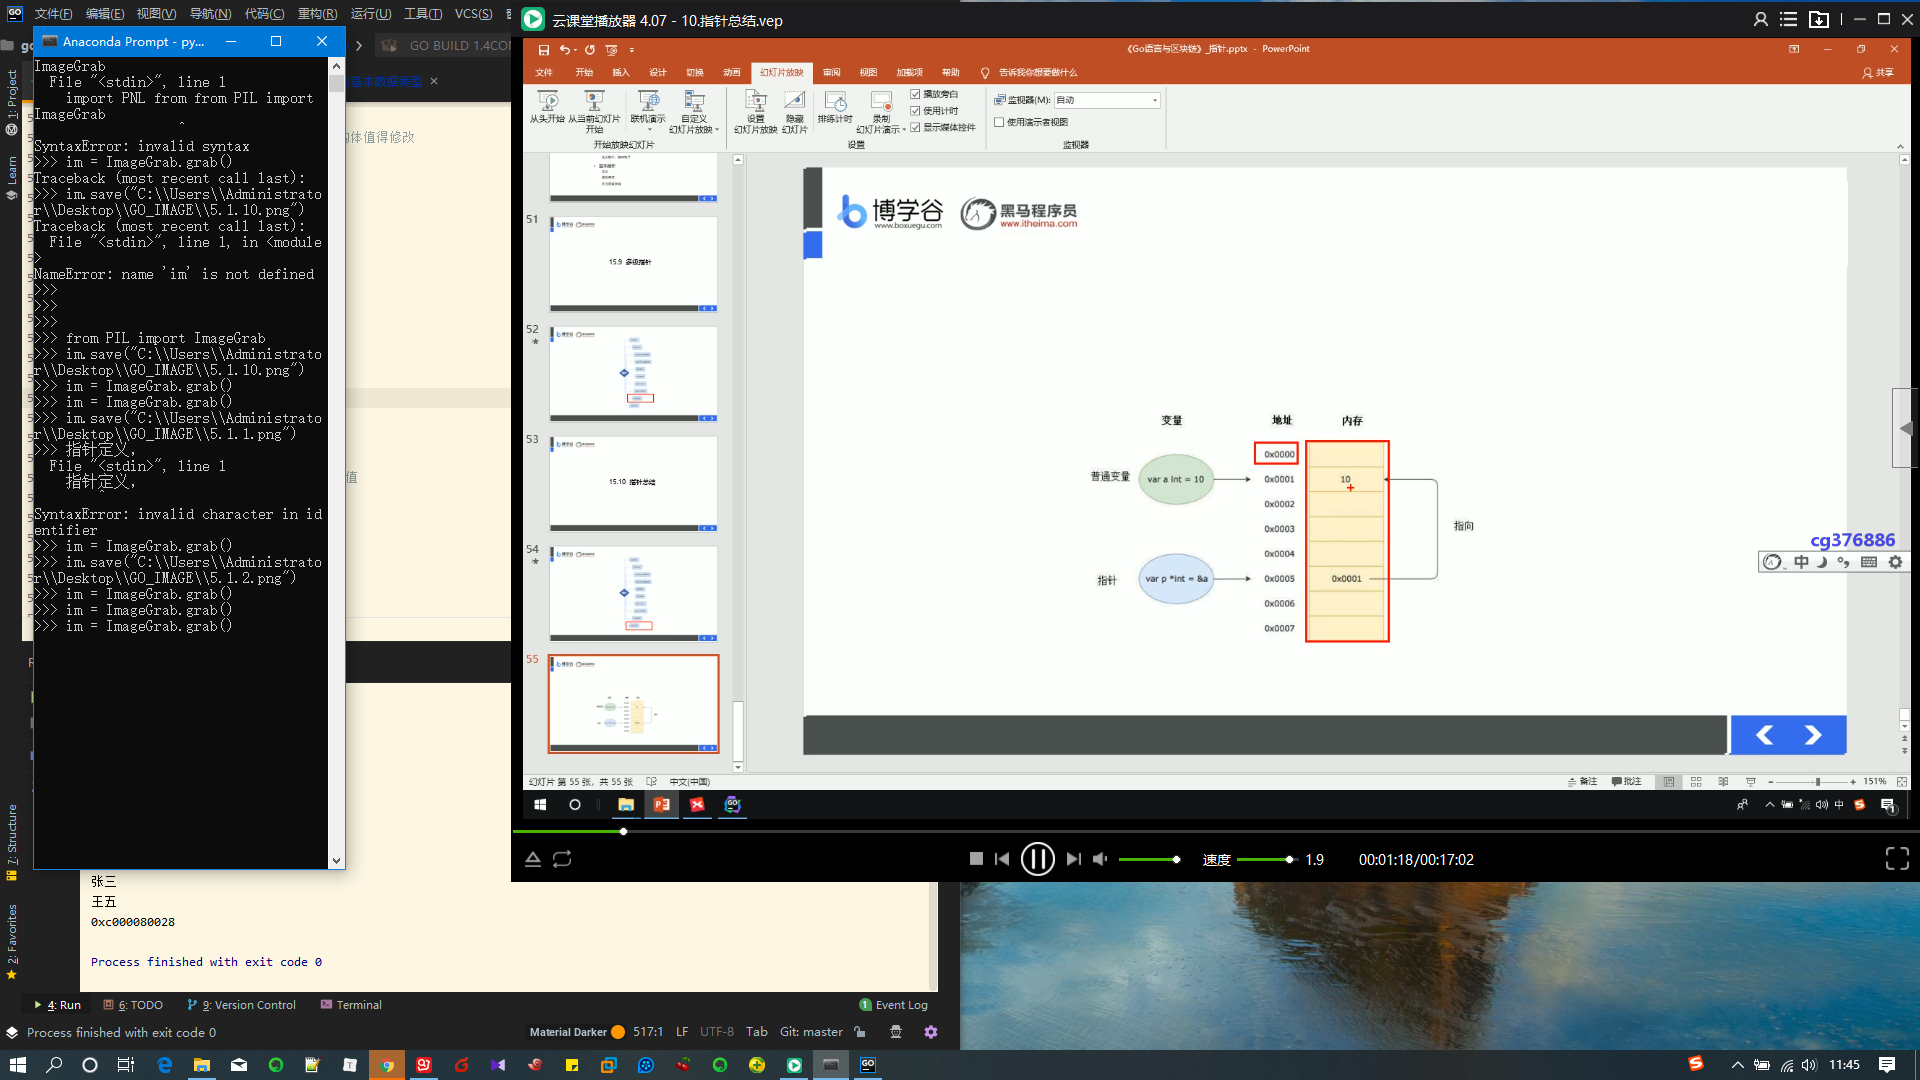 文件(F) 编辑(E) 视图(V) 导航(N) 代码(C) 重构(R) 运行(U) 工具(T) VCS(S)
GO BUILD 1.4CON
基本数据类型
Anaconda Prompt - py...
ImageGrab
File "<stdin>", line 1
import PNL from from PIL import
ImageGrab
^
SyntaxError: invalid syntax
>>> im = ImageGrab.grab()
Traceback (most recent call last):
>>> im.save("C:\\Users\\Administrato
r\\Desktop\\GO_IMAGE\\5.1.10.png")
Traceback (most recent call last):
File "<stdin>", line 1, in <module
>
NameError: name 'im' is not defined
>>>
>>>
>>>
>>> from PIL import ImageGrab
>>> im.save("C:\\Users\\Administrato
r\\Desktop\\GO_IMAGE\\5.1.10.png")
>>> im = ImageGrab.grab()
>>> im = ImageGrab.grab()
>>> im.save("C:\\Users\\Administrato
r\\Desktop\\GO_IMAGE\\5.1.1.png")
>>> 指针定义,
File "<stdin>", line 1
指针定义,
^
SyntaxError: invalid character in id
entifier
>>> im = ImageGrab.grab()
>>> im.save("C:\\Users\\Administrato
r\\Desktop\\GO_IMAGE\\5.1.2.png")
>>> im = ImageGrab.grab()
>>> im = ImageGrab.grab()
>>> im = ImageGrab.grab()
1: Project
Learn
7: Structure
2: Favorites
体值得修改
值
张三
王五
0xc000080028
Process finished with exit code 0
4: Run 6: TODO 9: Version Control Terminal
1 Event Log
Process finished with exit code 0
Material Darker 517:1 LF UTF-8 Tab Git: master
云课堂播放器 4.07 - 10.指针总结.vep
《Go语言与区块链》_指针.pptx - PowerPoint
文件 开始 插入 设计 切换 动画 幻灯片放映 审阅 视图 加载项 帮助 告诉我你想要做什么
共享
从头开始 从当前幻灯片
开始
联机演示 自定义
幻灯片放映
设置
幻灯片放映
隐藏
幻灯片
排练计时 录制
幻灯片演示
播放旁白
使用计时
显示媒体控件
监视器(M): 自动
使用演示者视图
开始放映幻灯片 设置 监视器
51
15.9 多级指针
52
53
15.10 指针总结
54
55
博学谷
www.boxuegu.com
黑马程序员
www.itheima.com
变量 地址 内存
普通变量 var a int = 10
0x0000
0x0001 10
0x0002
0x0003
指向
0x0004
指针 var p *int = &a 0x0005 0x0001
0x0006
0x0007
cg376886
中
幻灯片 第 55 张，共 55 张 中文(中国)
备注 批注 151%
中
速度 1.9 00:01:18/00:17:02
11:45